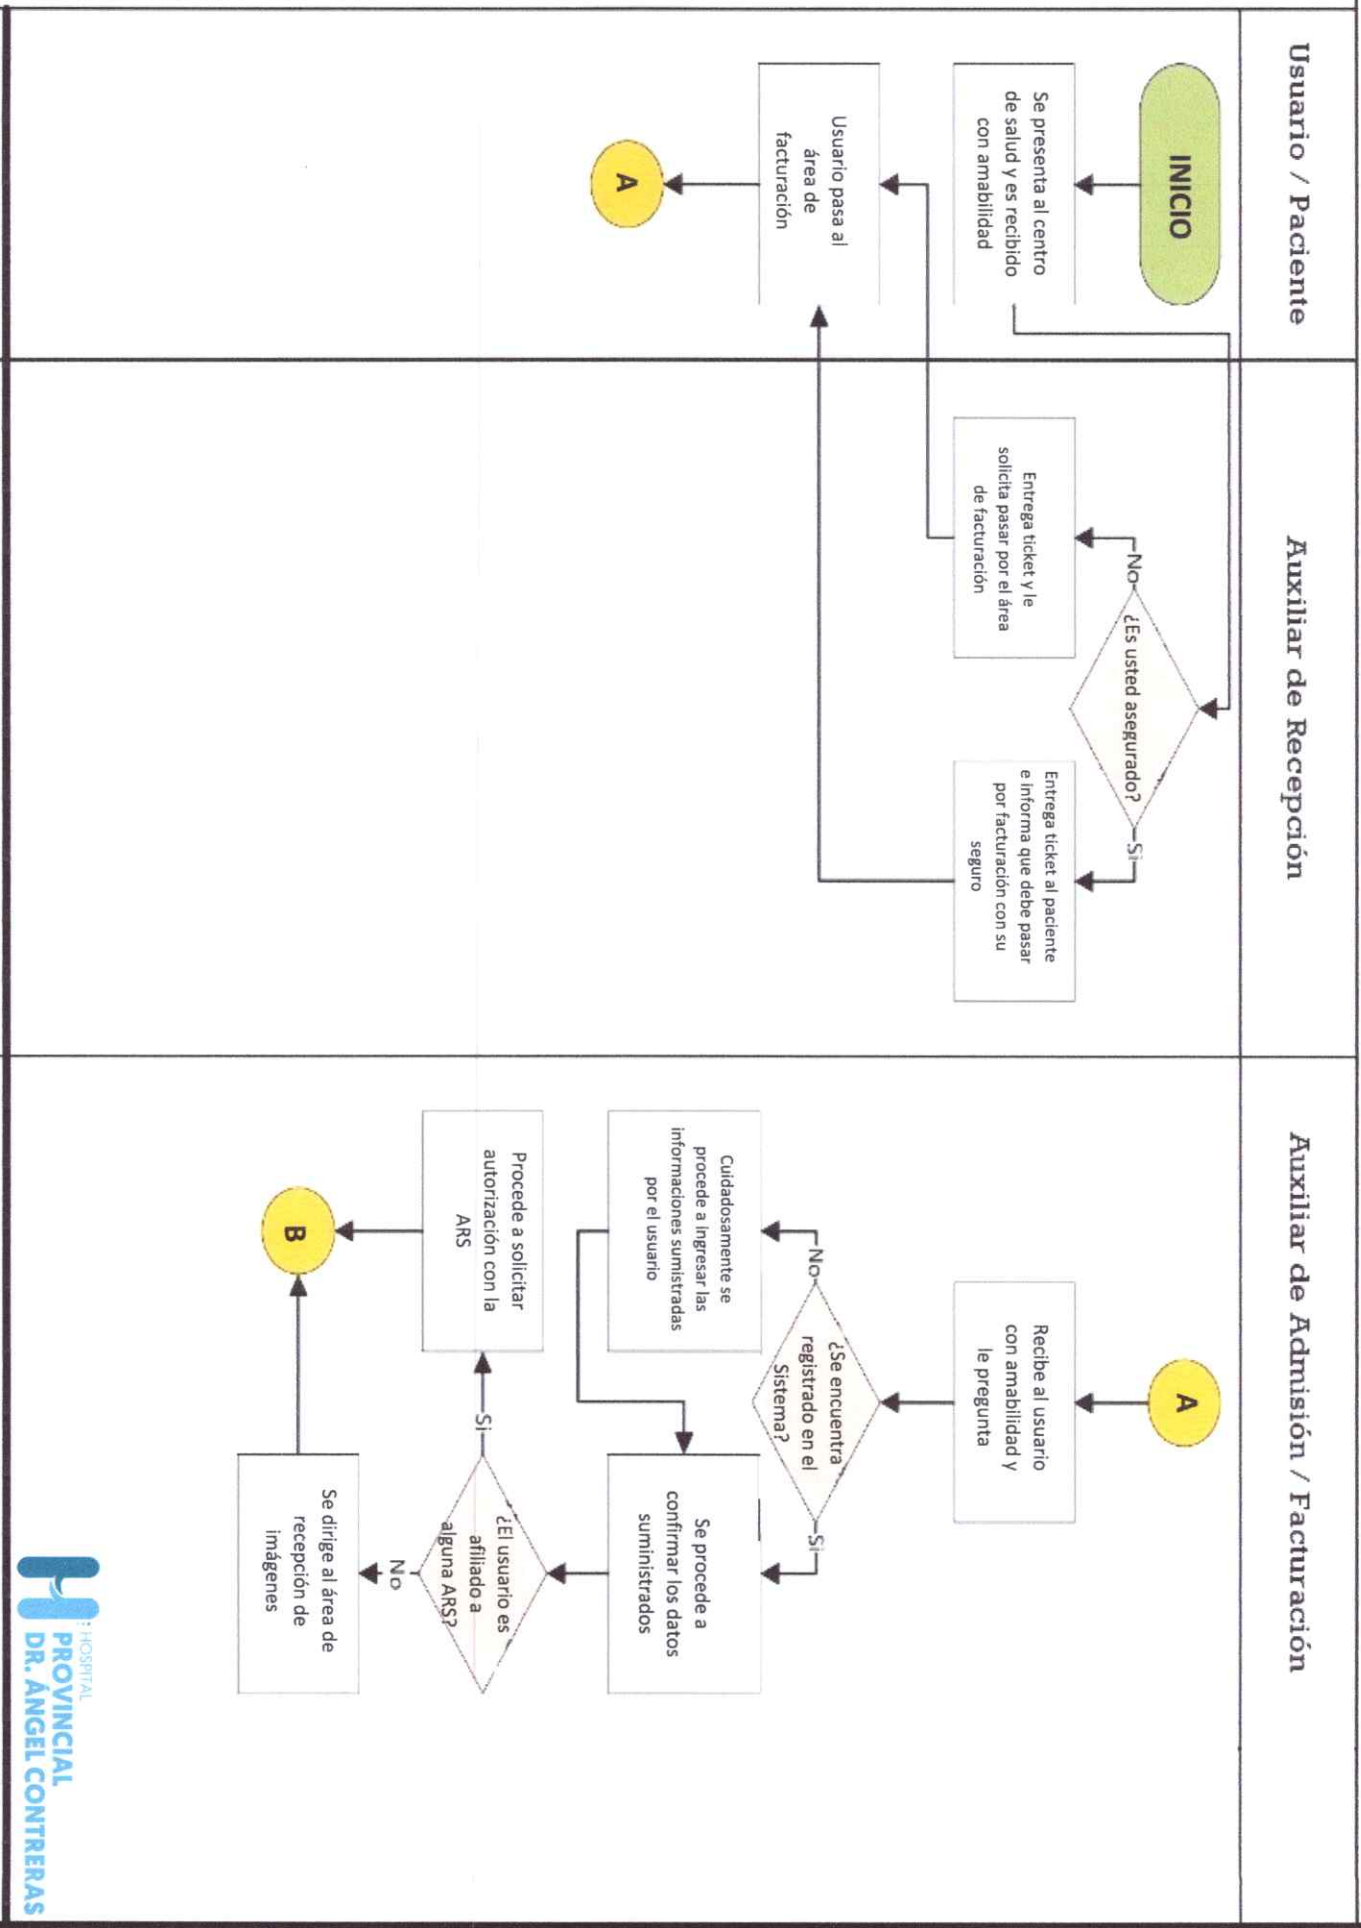 Usuario / Paciente
INICIO
Se presenta al centro
de salud y es recibido
con amabilidad
Usuario pasa al
área de
facturación
A
Auxiliar de Recepción
¿Es usted asegurado?
No
Si
Entrega ticket y le
solicita pasar por el área
de facturación
Entrega ticket al paciente
e informa que debe pasar
por facturación con su
seguro
Auxiliar de Admisión / Facturación
A
Recibe al usuario
con amabilidad y
le pregunta
¿Se encuentra
registrado en el
Sistema?
No
Si
Cuidadosamente se
procede a ingresar las
informaciones sumistradas
por el usuario
Se procede a
confirmar los datos
suministrados
¿El usuario es
afiliado a
alguna ARS?
Si
No
Procede a solicitar
autorización con la
ARS
Se dirige al área de
recepción de
imágenes
B
HOSPITAL
PROVINCIAL
DR. ÁNGEL CONTRERAS